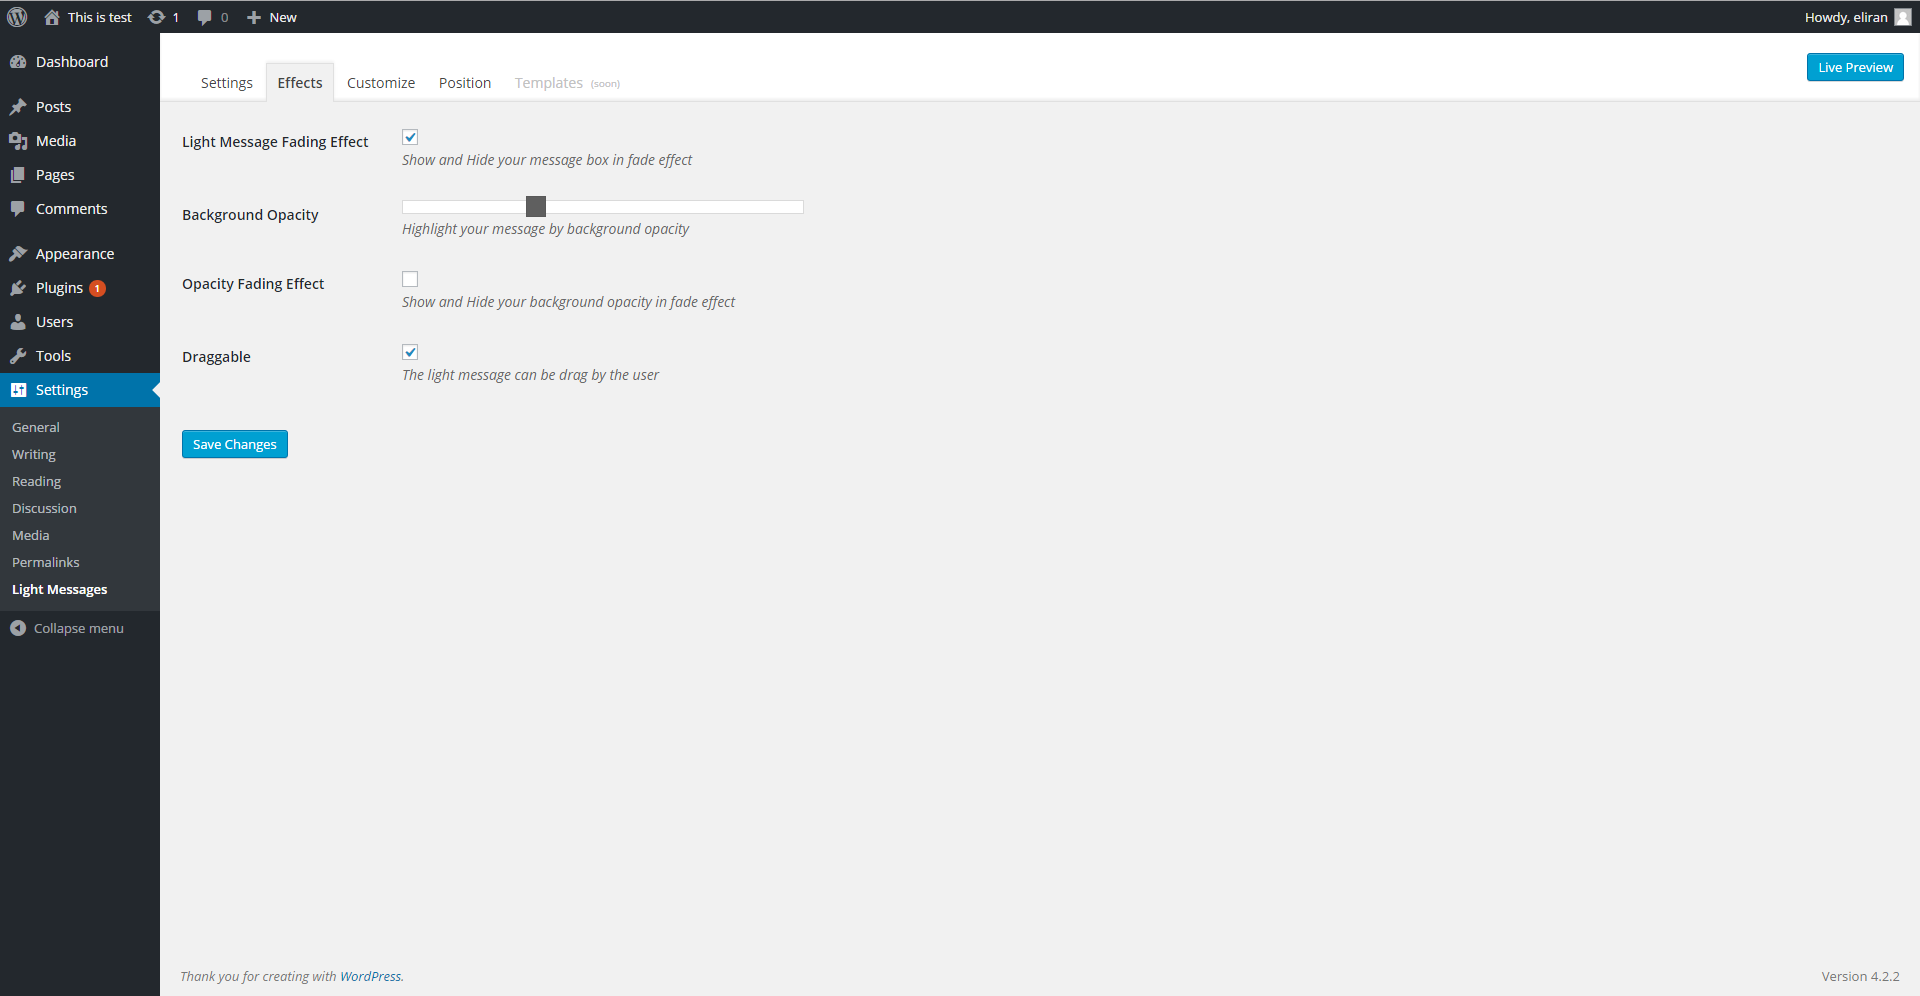 This is test 1 0 New Howdy, eliran
Dashboard
Posts
Media
Pages
Comments
Appearance
Plugins 1
Users
Tools
Settings
General
Writing
Reading
Discussion
Media
Permalinks
Light Messages
Collapse menu
Settings Effects Customize Position Templates (soon) Live Preview
Light Message Fading Effect
Show and Hide your message box in fade effect
Background Opacity
Highlight your message by background opacity
Opacity Fading Effect
Show and Hide your background opacity in fade effect
Draggable
The light message can be drag by the user
Save Changes
Thank you for creating with WordPress. Version 4.2.2